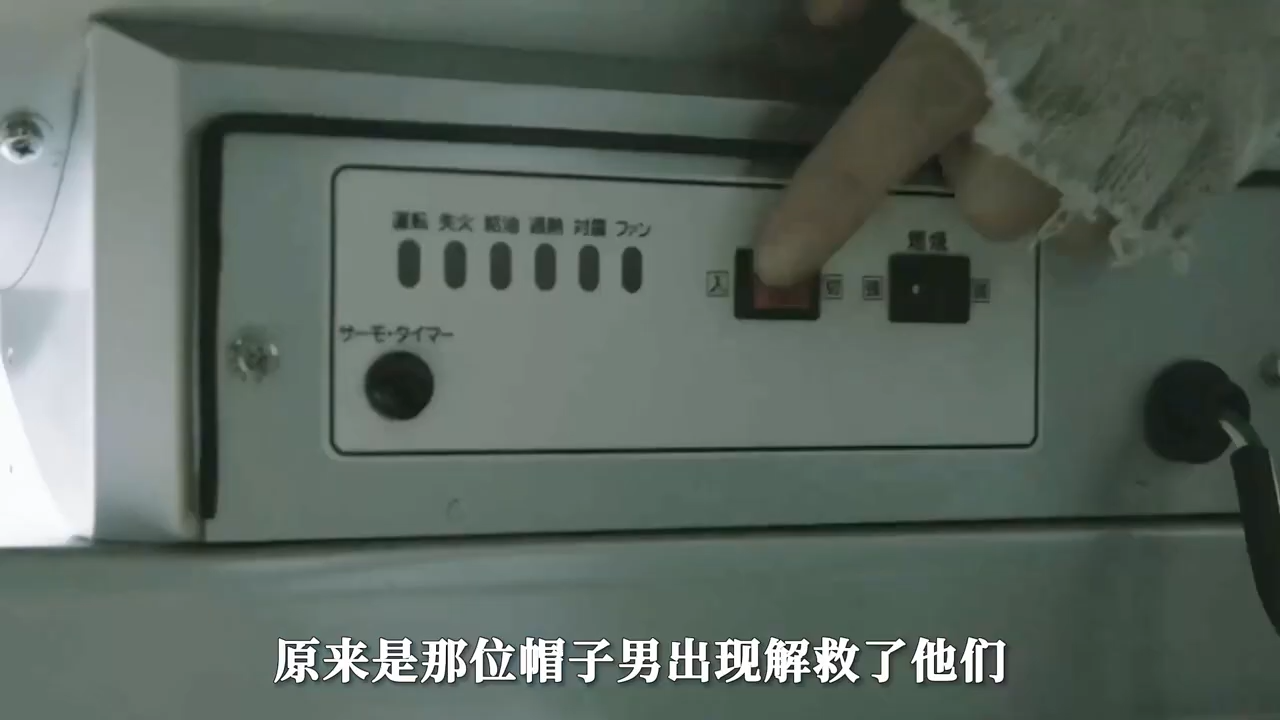 運転 失火 給油 過熱 対震 ファン
燃焼
入 切 強
サーモ・タイマー
原来是那位帽子男出现解救了他们